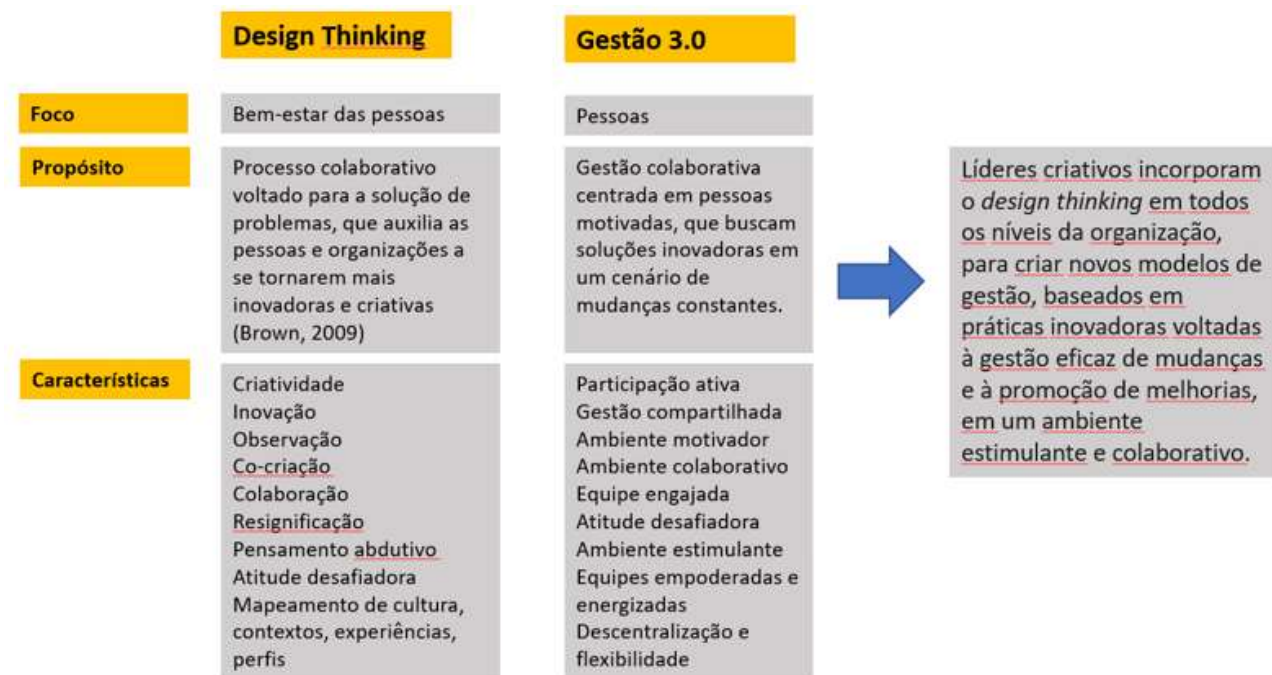 Design Thinking
Gestão 3.0
Foco
Bem-estar das pessoas
Pessoas
Propósito
Processo colaborativo
voltado para a solução de
problemas, que auxilia as
pessoas e organizações a
se tornarem mais
inovadoras e criativas
(Brown, 2009)
Gestão colaborativa
centrada em pessoas
motivadas, que buscam
soluções inovadoras em
um cenário de
mudanças constantes.
Características
Criatividade
Inovação
Observação
Co-criação
Colaboração
Resignificação
Pensamento abdutivo
Atitude desafiadora
Mapeamento de cultura,
contextos, experiências,
perfis
Participação ativa
Gestão compartilhada
Ambiente motivador
Ambiente colaborativo
Equipe engajada
Atitude desafiadora
Ambiente estimulante
Equipes empoderadas e
energizadas
Descentralização e
flexibilidade
Líderes criativos incorporam
o design thinking em todos
os níveis da organização,
para criar novos modelos de
gestão, baseados em
práticas inovadoras voltadas
à gestão eficaz de mudanças
e à promoção de melhorias,
em um ambiente
estimulante e colaborativo.